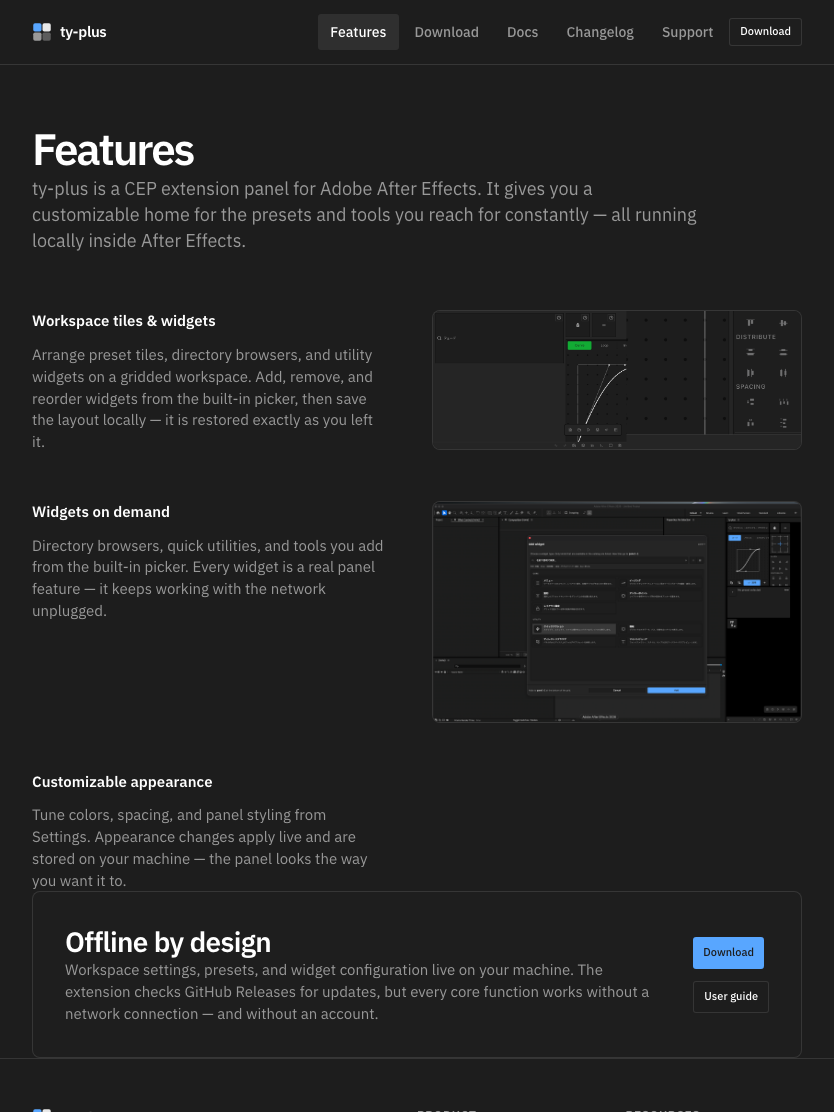 ty-plus
Features
Download
Docs
Changelog
Support
Download
Features
ty-plus is a CEP extension panel for Adobe After Effects. It gives you a
customizable home for the presets and tools you reach for constantly — all running
locally inside After Effects.
Workspace tiles & widgets
Arrange preset tiles, directory browsers, and utility
widgets on a gridded workspace. Add, remove, and
reorder widgets from the built-in picker, then save
the layout locally — it is restored exactly as you left
it.
DISTRIBUTE
SPACING
Widgets on demand
Directory browsers, quick utilities, and tools you add
from the built-in picker. Every widget is a real panel
feature — it keeps working with the network
unplugged.
Customizable appearance
Tune colors, spacing, and panel styling from
Settings. Appearance changes apply live and are
stored on your machine — the panel looks the way
you want it to.
Offline by design
Workspace settings, presets, and widget configuration live on your machine. The
extension checks GitHub Releases for updates, but every core function works without a
network connection — and without an account.
Download
User guide